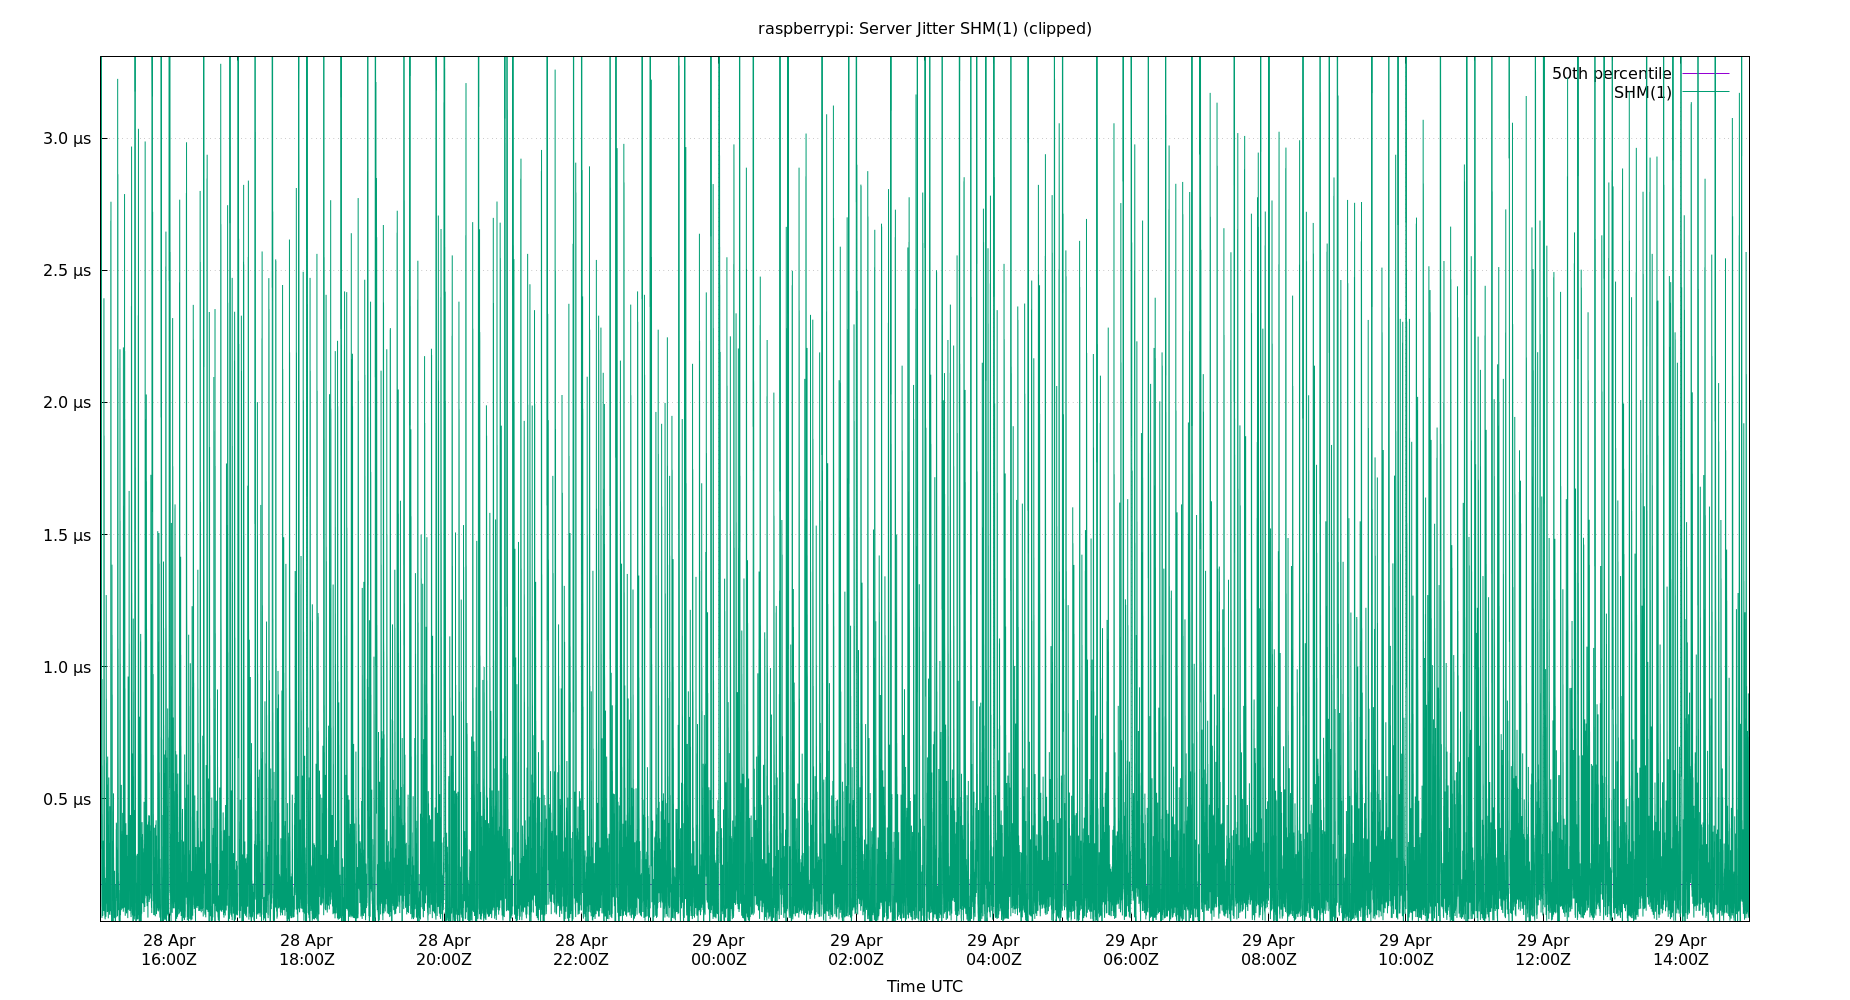 raspberrypi: Server Jitter SHM(1) (clipped)
50th percentile
SHM(1)
3.0 µs
2.5 µs
2.0 µs
1.5 µs
1.0 µs
0.5 µs
28 Apr 28 Apr 28 Apr 28 Apr 29 Apr 29 Apr 29 Apr 29 Apr 29 Apr 29 Apr 29 Apr 29 Apr
16:00Z 18:00Z 20:00Z 22:00Z 00:00Z 02:00Z 04:00Z 06:00Z 08:00Z 10:00Z 12:00Z 14:00Z
Time UTC